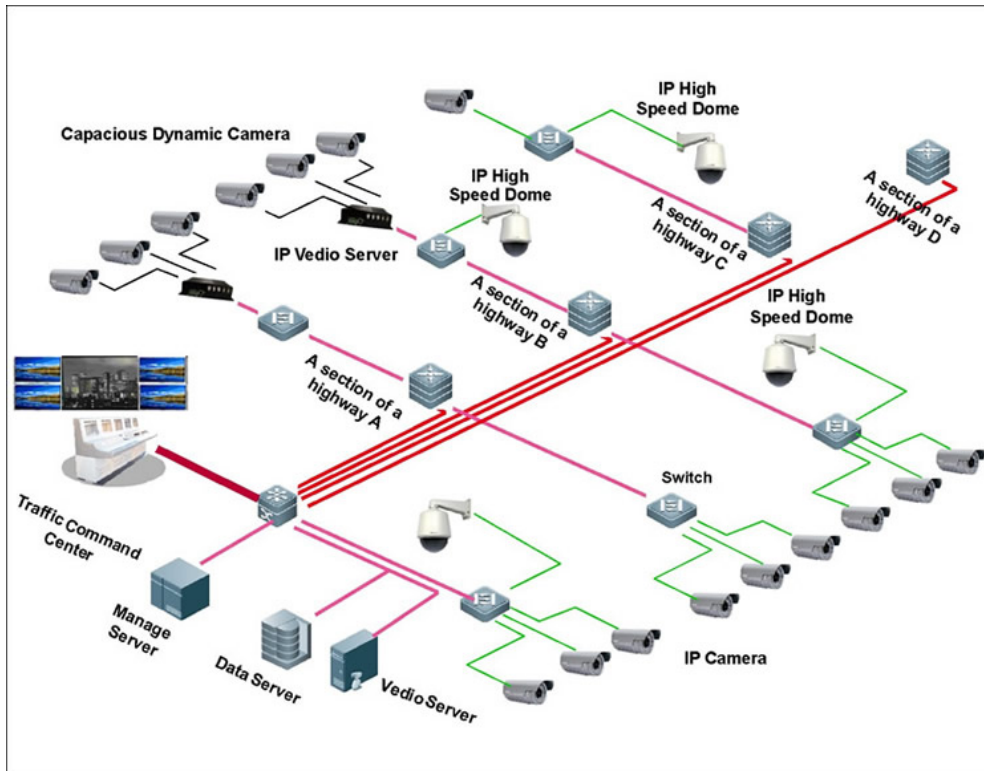 IP High
Speed Dome
Capacious Dynamic Camera
IP High
Speed Dome
A section of a
highway D
A section of a
highway C
IP Vedio Server
A section of a
highway B
IP High
Speed Dome
A section of a
highway A
Switch
Traffic Command
Center
Manage
Server
Data Server
Vedio Server
IP Camera